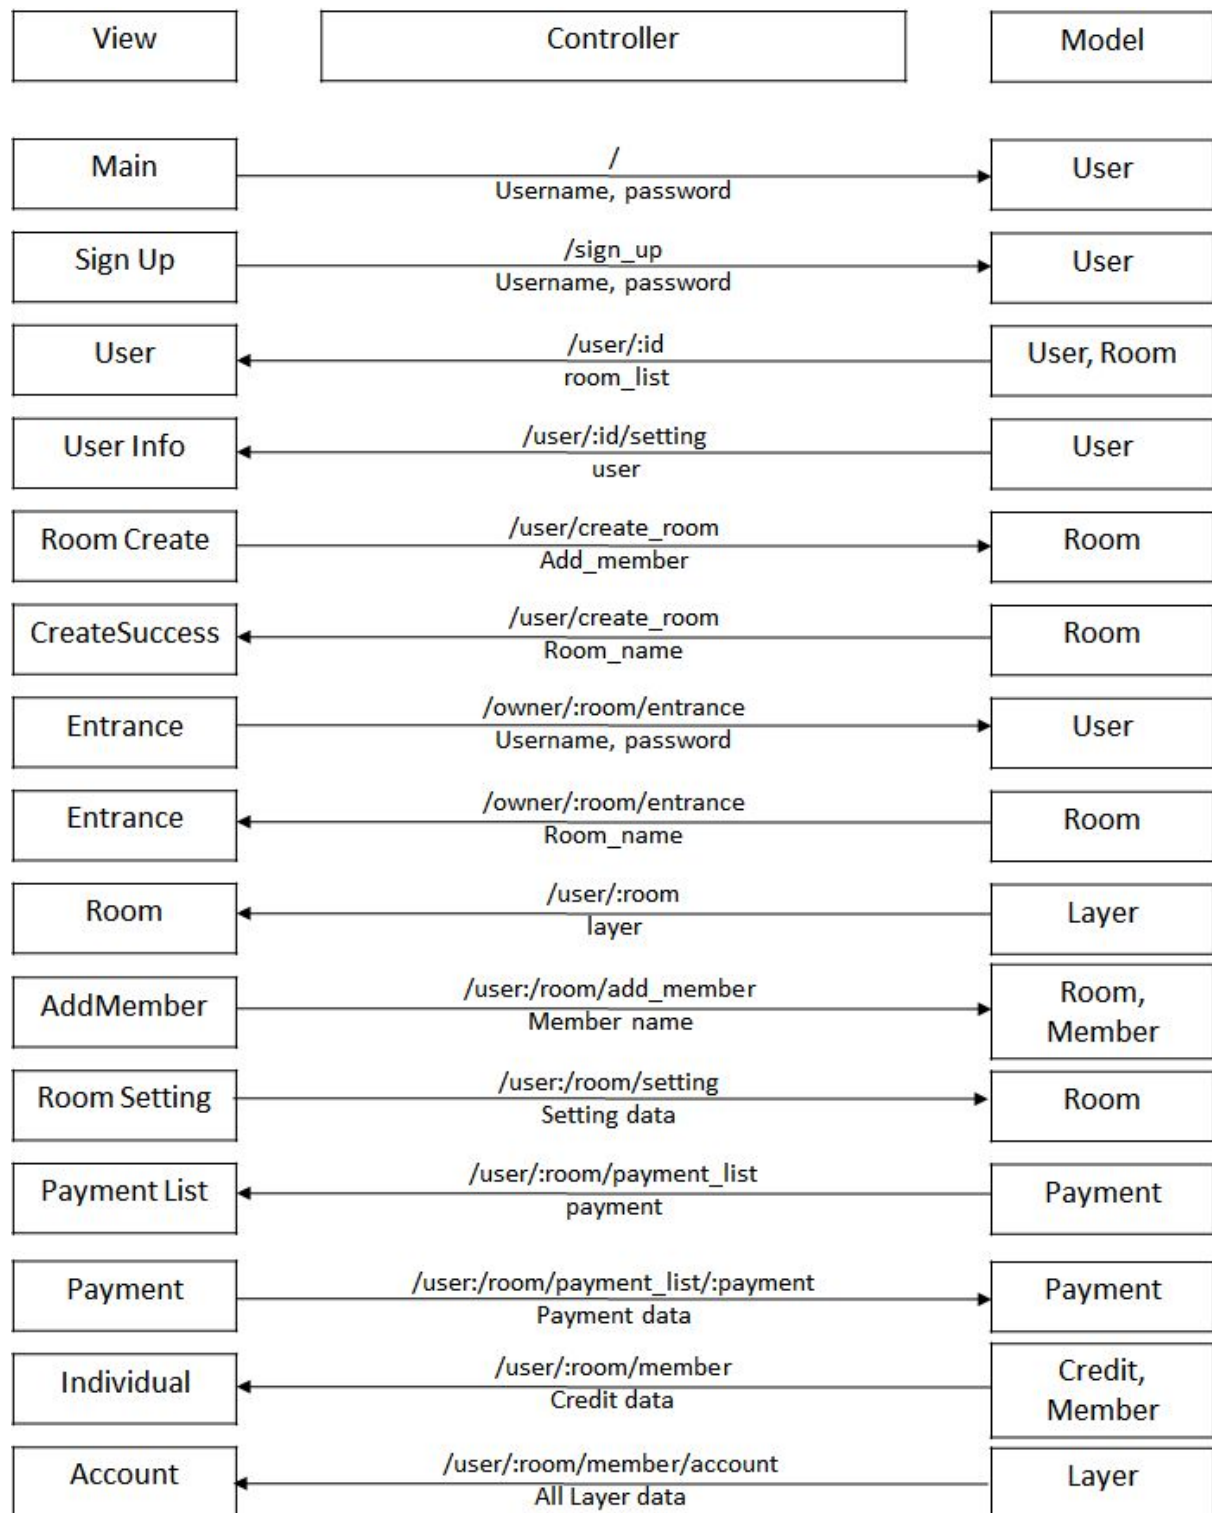 View
Controller
Model
Main
/
Username, password
User
Sign Up
/sign_up
Username, password
User
User
/user/:id
room_list
User, Room
User Info
/user/:id/setting
user
User
Room Create
/user/create_room
Add_member
Room
CreateSuccess
/user/create_room
Room_name
Room
Entrance
/owner/:room/entrance
Username, password
User
Entrance
/owner/:room/entrance
Room_name
Room
Room
/user/:room
layer
Layer
AddMember
/user:/room/add_member
Member name
Room,
Member
Room Setting
/user:/room/setting
Setting data
Room
Payment List
/user/:room/payment_list
payment
Payment
Payment
/user:/room/payment_list/:payment
Payment data
Payment
Individual
/user/:room/member
Credit data
Credit,
Member
Account
/user/:room/member/account
All Layer data
Layer